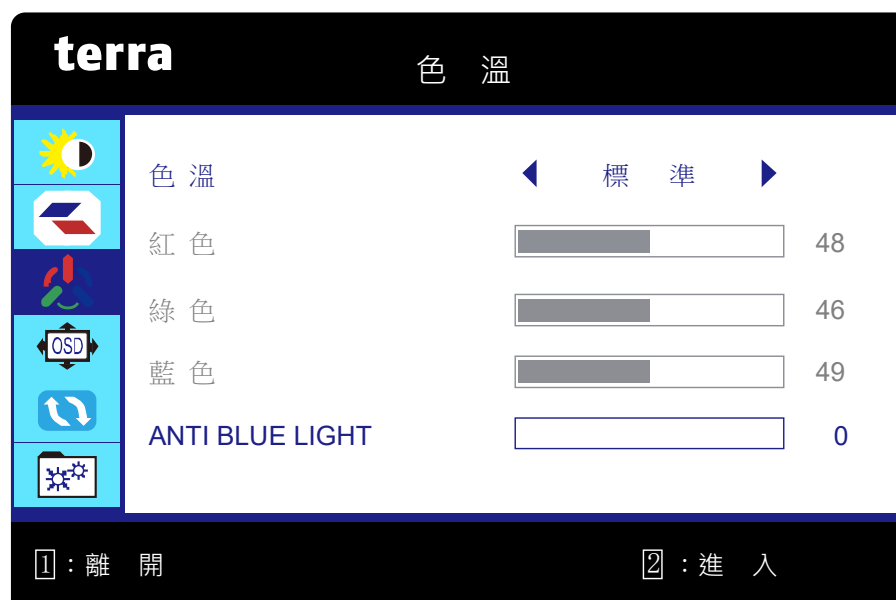 terra
色 溫
色 溫 標 準
紅 色 48
綠 色 46
OSD
藍 色 49
ANTI BLUE LIGHT 0
1：離 開 2：進 入